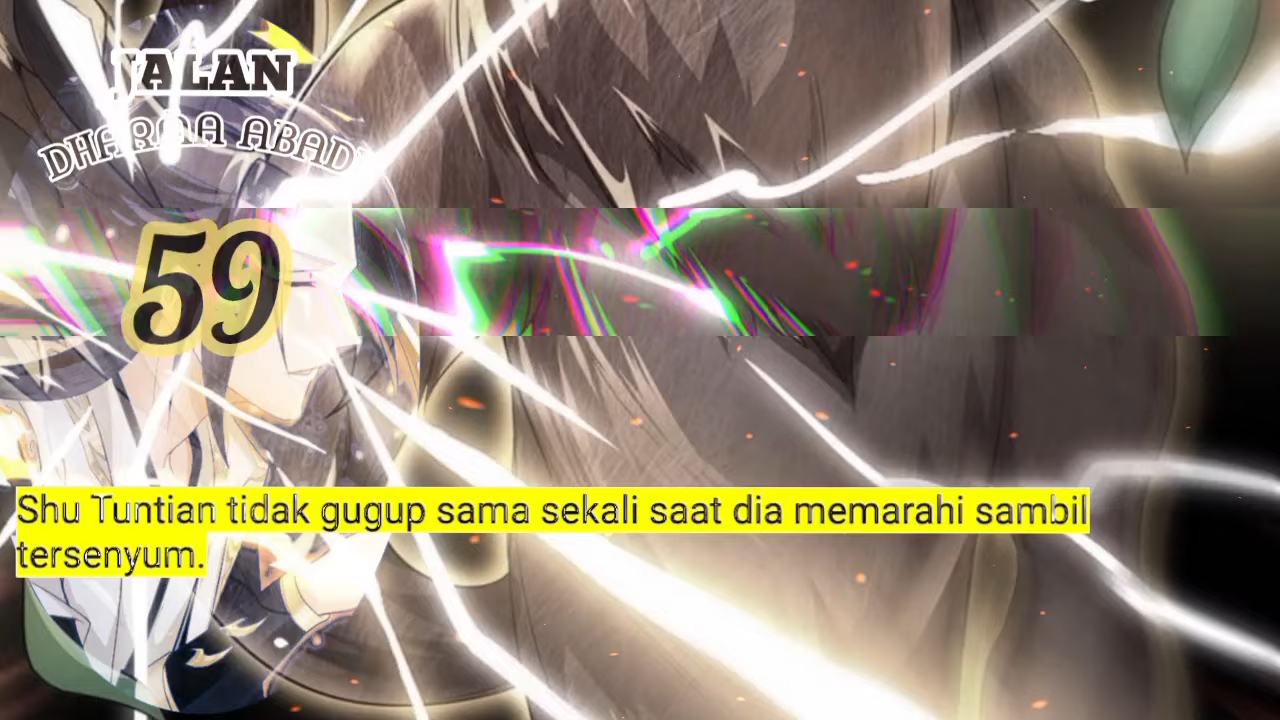 JALAN
DHARMA ABADI
59
Shu Tuntian tidak gugup sama sekali saat dia memarahi sambil
tersenyum.